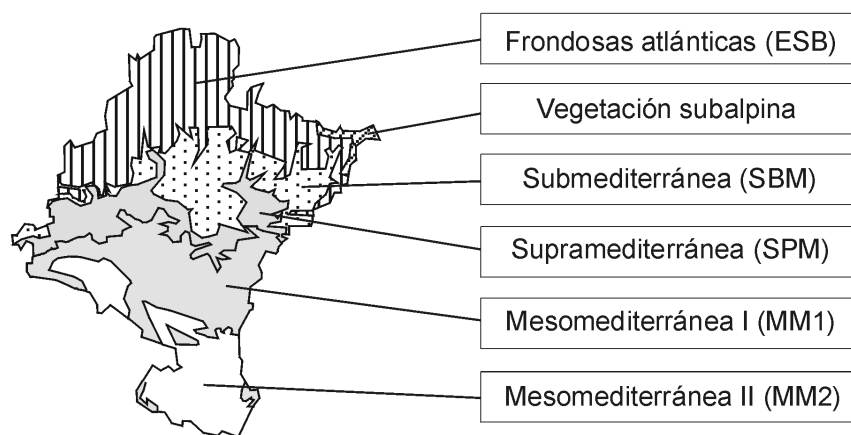 Frondosas atlánticas (ESB)
Vegetación subalpina
Submediterránea (SBM)
Supramediterránea (SPM)
Mesomediterránea I (MM1)
Mesomediterránea II (MM2)